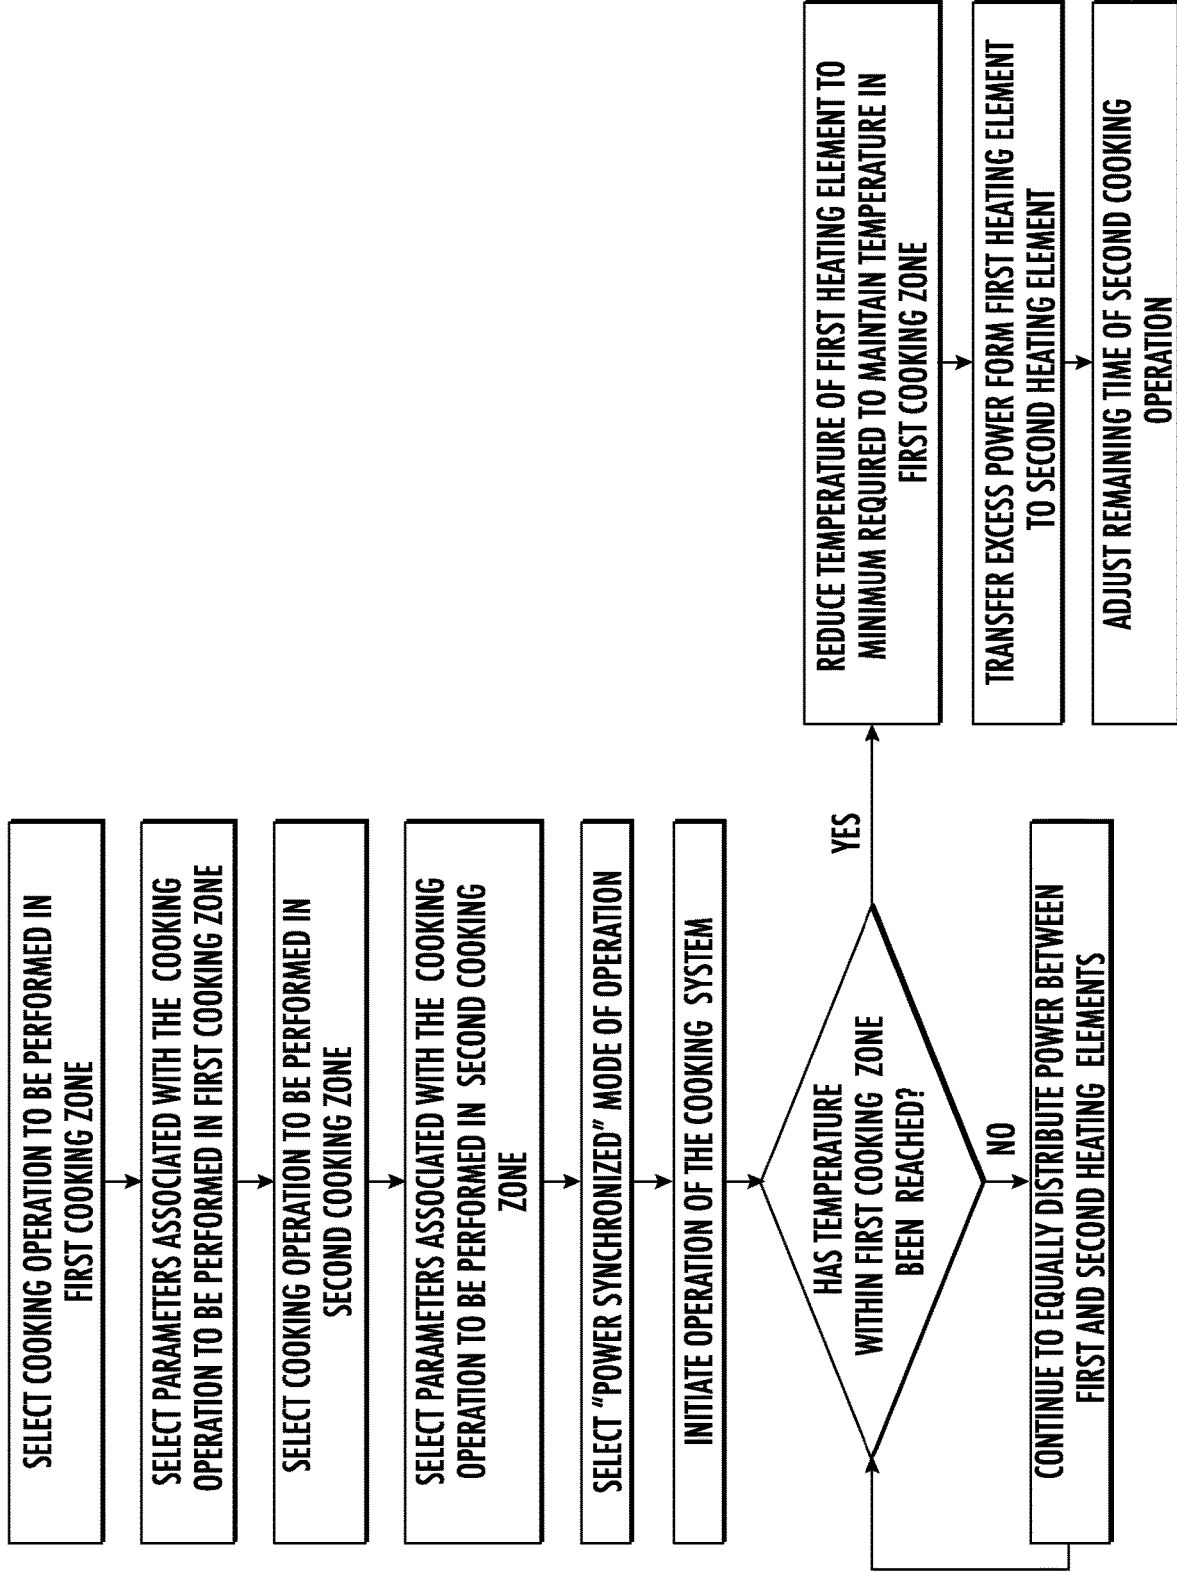 SELECT COOKING OPERATION TO BE PERFORMED IN
FIRST COOKING ZONE
SELECT PARAMETERS ASSOCIATED WITH THE COOKING
OPERATION TO BE PERFORMED IN FIRST COOKING ZONE
SELECT COOKING OPERATION TO BE PERFORMED IN
SECOND COOKING ZONE
SELECT PARAMETERS ASSOCIATED WITH THE COOKING
OPERATION TO BE PERFORMED IN SECOND COOKING
ZONE
SELECT “POWER SYNCHRONIZED” MODE OF OPERATION
INITIATE OPERATION OF THE COOKING SYSTEM
HAS TEMPERATURE
WITHIN FIRST COOKING ZONE
BEEN REACHED?
YES
NO
CONTINUE TO EQUALLY DISTRIBUTE POWER BETWEEN
FIRST AND SECOND HEATING ELEMENTS
REDUCE TEMPERATURE OF FIRST HEATING ELEMENT TO
MINIMUM REQUIRED TO MAINTAIN TEMPERATURE IN
FIRST COOKING ZONE
TRANSFER EXCESS POWER FORM FIRST HEATING ELEMENT
TO SECOND HEATING ELEMENT
ADJUST REMAINING TIME OF SECOND COOKING
OPERATION